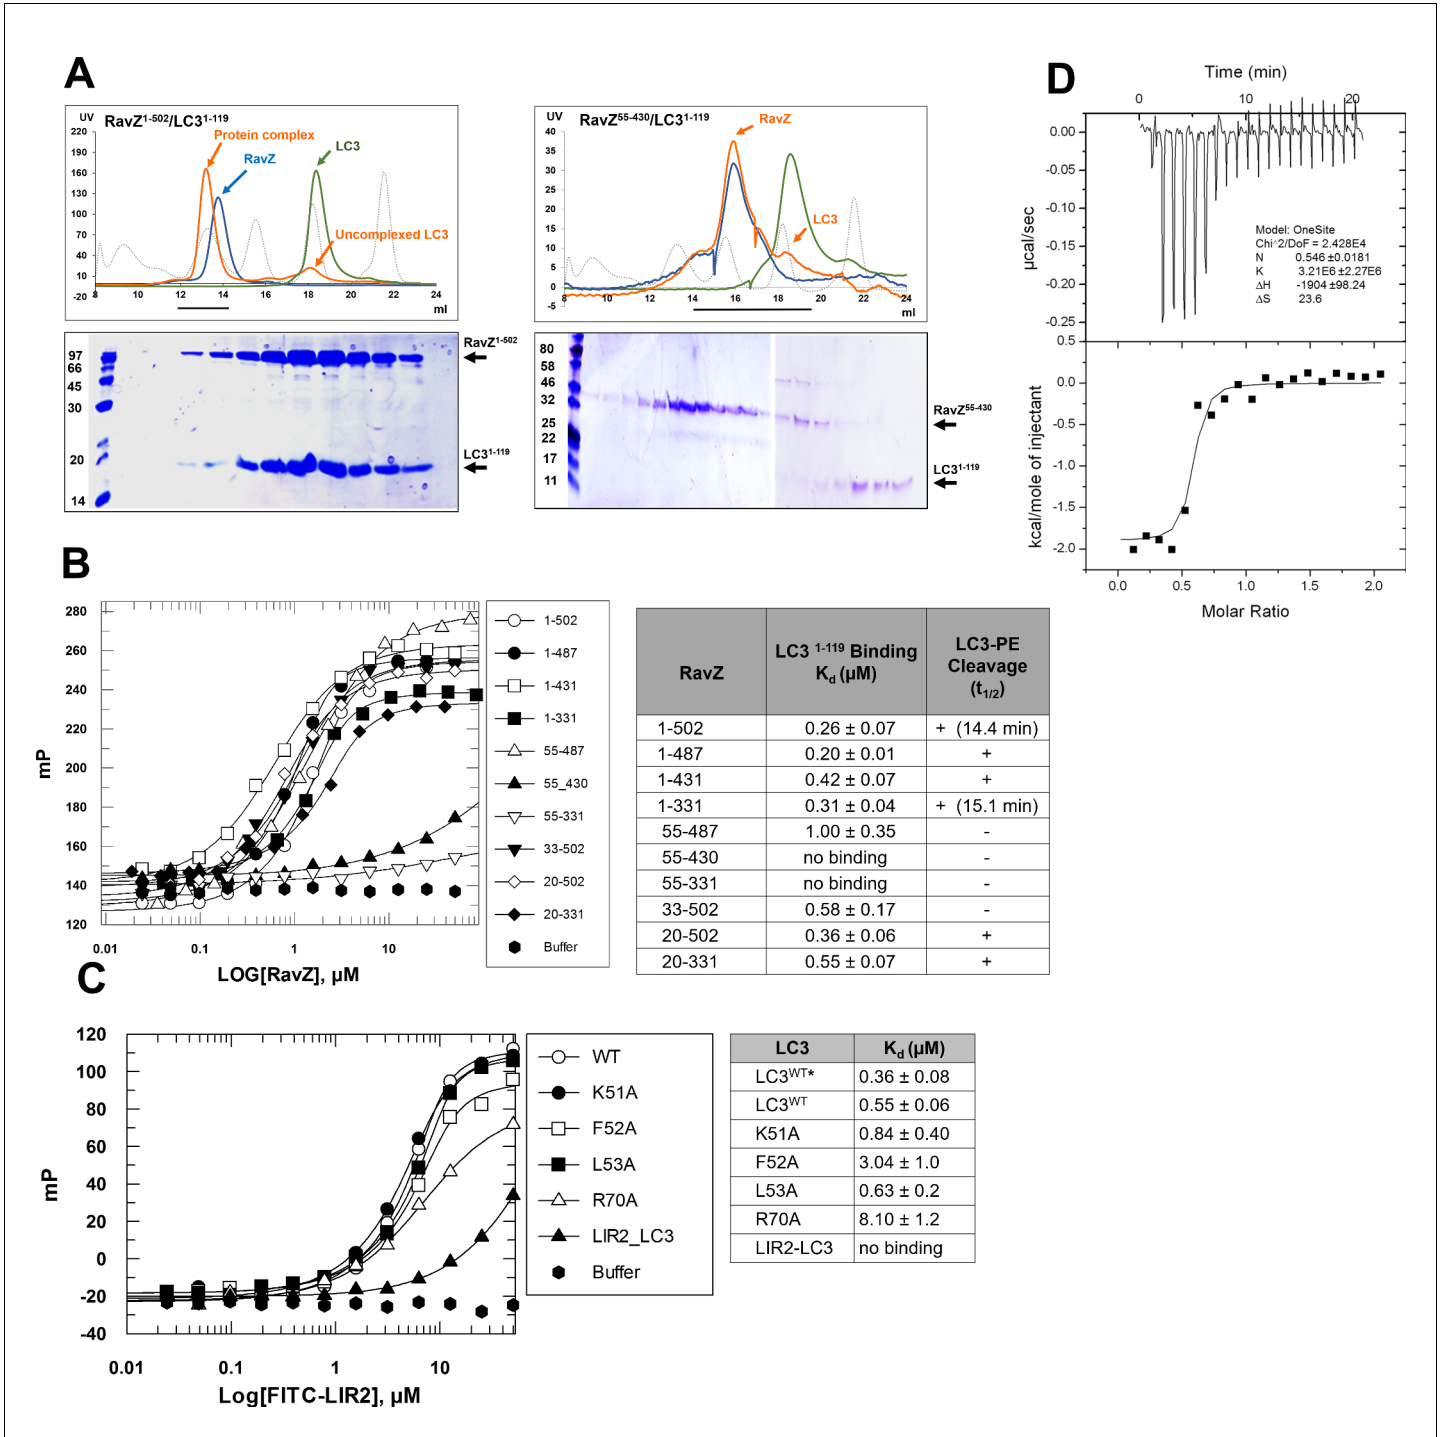 A
UV
RavZ1-502/LC31-119
220
190
160
130
100
70
40
10
-20
Protein complex
RavZ
LC3
Uncomplexed LC3
8 10 12 14 16 18 20 22 24
ml
UV
RavZ55-430/LC31-119
40
35
30
25
20
15
10
5
0
-5
RavZ
LC3
8 10 12 14 16 18 20 22 24
ml
97
66
45
30
20
14
RavZ1-502
LC31-119
80
58
46
32
25
22
17
11
RavZ55-430
LC31-119
D
Time (min)
0 10 20
0.00
-0.05
-0.10
-0.15
-0.20
-0.25
µcal/sec
Model: OneSite
Chi^2/DoF = 2.428E4
N 0.546 ±0.0181
K 3.21E6 ±2.27E6
ΔH -1904 ±98.24
ΔS 23.6
0.5
0.0
-0.5
-1.0
-1.5
-2.0
kcal/mole of injectant
0.0 0.5 1.0 1.5 2.0
Molar Ratio
B
280
260
240
220
200
180
160
140
120
mP
0.01 0.1 1 10
LOG[RavZ], µM
1-502
1-487
1-431
1-331
55-487
55_430
55-331
33-502
20-502
20-331
Buffer
RavZ LC3 1-119 Binding Kd (µM) LC3-PE Cleavage (t1/2)
1-502 0.26 ± 0.07 + (14.4 min)
1-487 0.20 ± 0.01 +
1-431 0.42 ± 0.07 +
1-331 0.31 ± 0.04 + (15.1 min)
55-487 1.00 ± 0.35 -
55-430 no binding -
55-331 no binding -
33-502 0.58 ± 0.17 -
20-502 0.36 ± 0.06 +
20-331 0.55 ± 0.07 +
C
120
100
80
60
40
20
0
-20
-40
mP
0.01 0.1 1 10
Log[FITC-LIR2], µM
WT
K51A
F52A
L53A
R70A
LIR2_LC3
Buffer
LC3 Kd (µM)
LC3WT* 0.36 ± 0.08
LC3WT 0.55 ± 0.06
K51A 0.84 ± 0.40
F52A 3.04 ± 1.0
L53A 0.63 ± 0.2
R70A 8.10 ± 1.2
LIR2-LC3 no binding